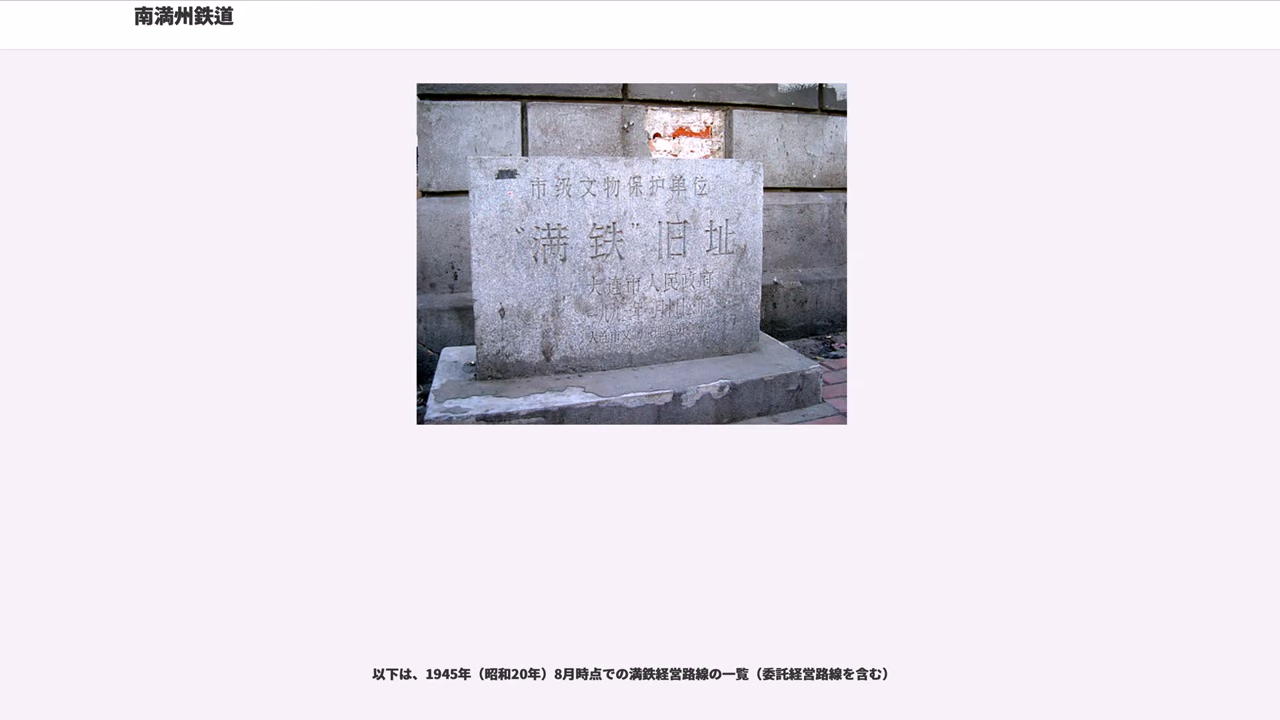 南満州鉄道
市级文物保护单位
“满铁”旧址
大连市人民政府
以下は、1945年（昭和20年）8月時点での満鉄経営路線の一覧（委託経営路線を含む）